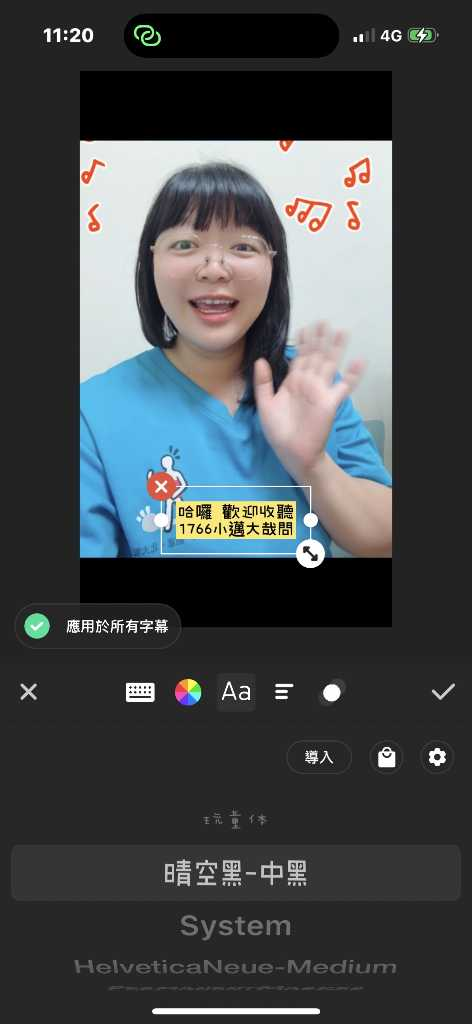 11:20
4G
哈囉 歡迎收聽
1766小邁大哉問
應用於所有字幕
Aa
導入
玩童体
晴空黑-中黑
System
HelveticaNeue-Medium
PermanentMarker